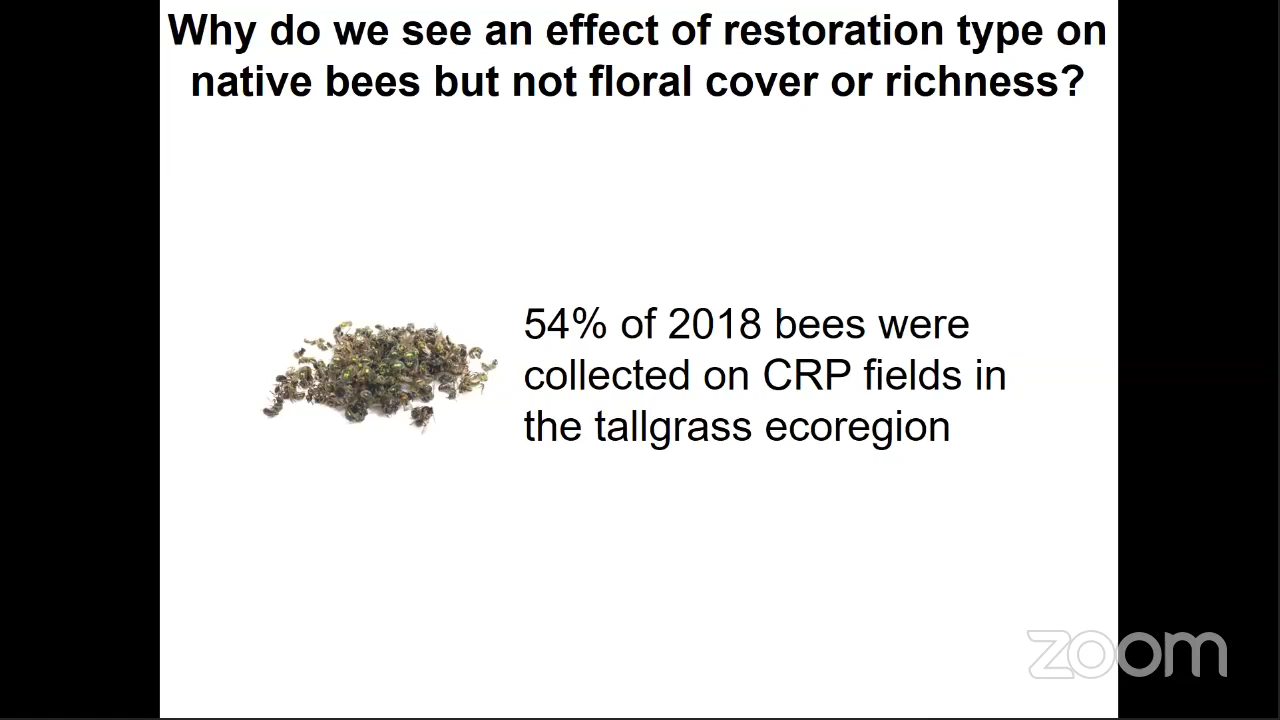 Why do we see an effect of restoration type on
native bees but not floral cover or richness?
54% of 2018 bees were
collected on CRP fields in
the tallgrass ecoregion
zoom